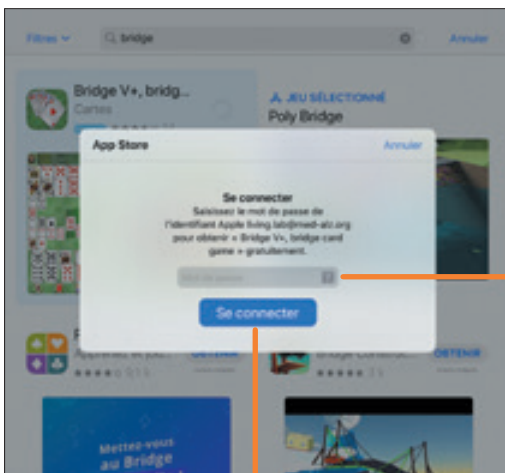 Filtres
bridge
Annuler
Bridge V+, bridg...
Cartes
JEU SÉLECTIONNÉ
Poly Bridge
App Store
Annuler
Se connecter
Saisissez le mot de passe de
l'identifiant Apple living.lab@med-alz.org
pour obtenir « Bridge V+, bridge card
game » gratuitement.
Mot de passe
Se connecter
OBTENIR
Bridge Construc...
OBTENIR
Mettez-vous
au Bridge